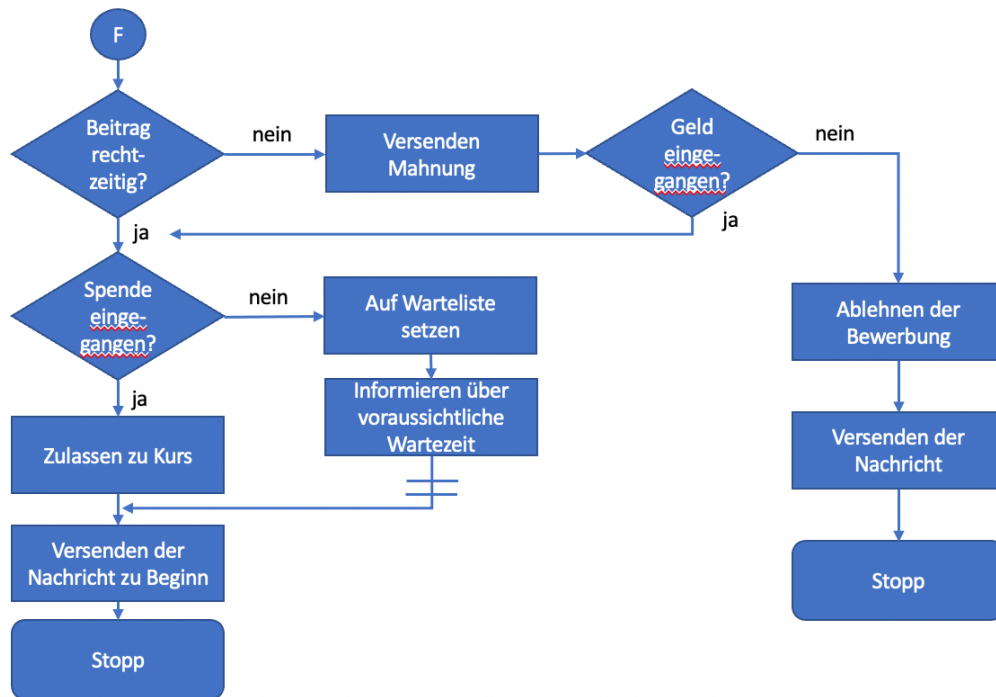 F
Beitrag
recht-
zeitig?
nein
Versenden
Mahnung
Geld
einge-
gangen?
nein
ja
ja
Spende
einge-
gangen?
nein
Auf Warteliste
setzen
Ablehnen der
Bewerbung
ja
Informieren über
voraussichtliche
Wartezeit
Zulassen zu Kurs
Versenden der
Nachricht
Versenden der
Nachricht zu Beginn
Stopp
Stopp